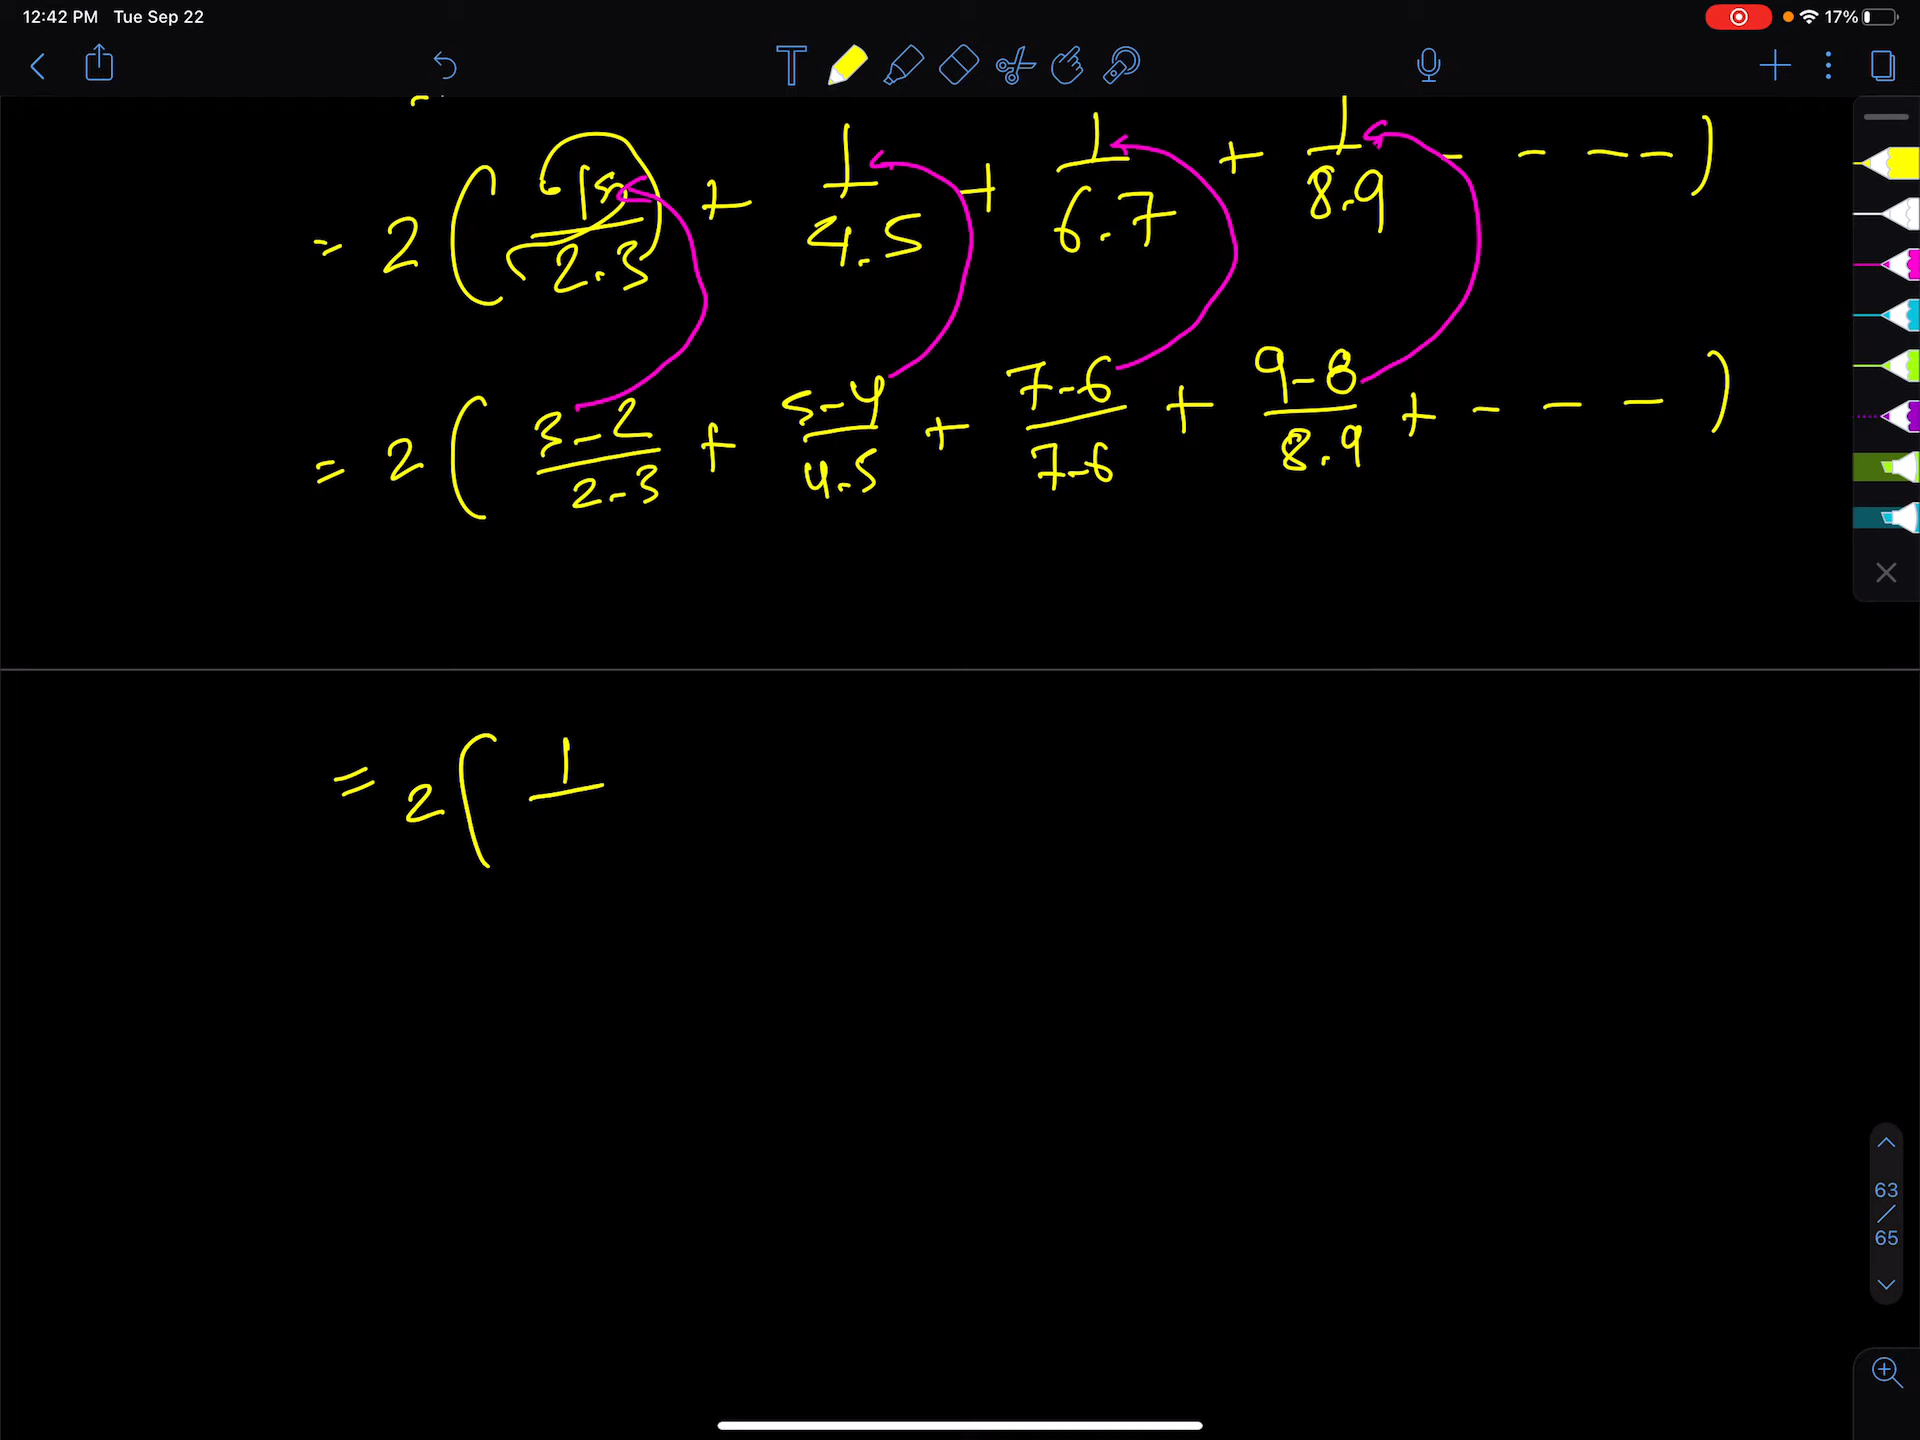 12:42 PM Tue Sep 22 17%
T
= 2 ( 1/2.3 + 1/4.5 + 1/6.7 + 1/8.9 - - - - )
= 2 ( 3-2/2.3 + 5-4/4.5 + 7-6/7-6 + 9-8/8.9 + - - - )
= 2 ( 1
63
/
65